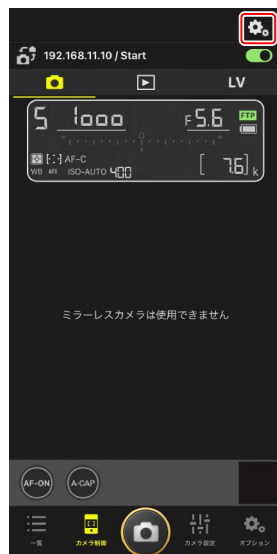 192.168.11.10 / Start
LV
S 1000 F5.6 FTP
AF-C
WB AUTO ISO-AUTO 400 [ 7.6] k
ミラーレスカメラは使用できません
AF-ON A-CAP
一覧 カメラ制御 カメラ設定 オプション